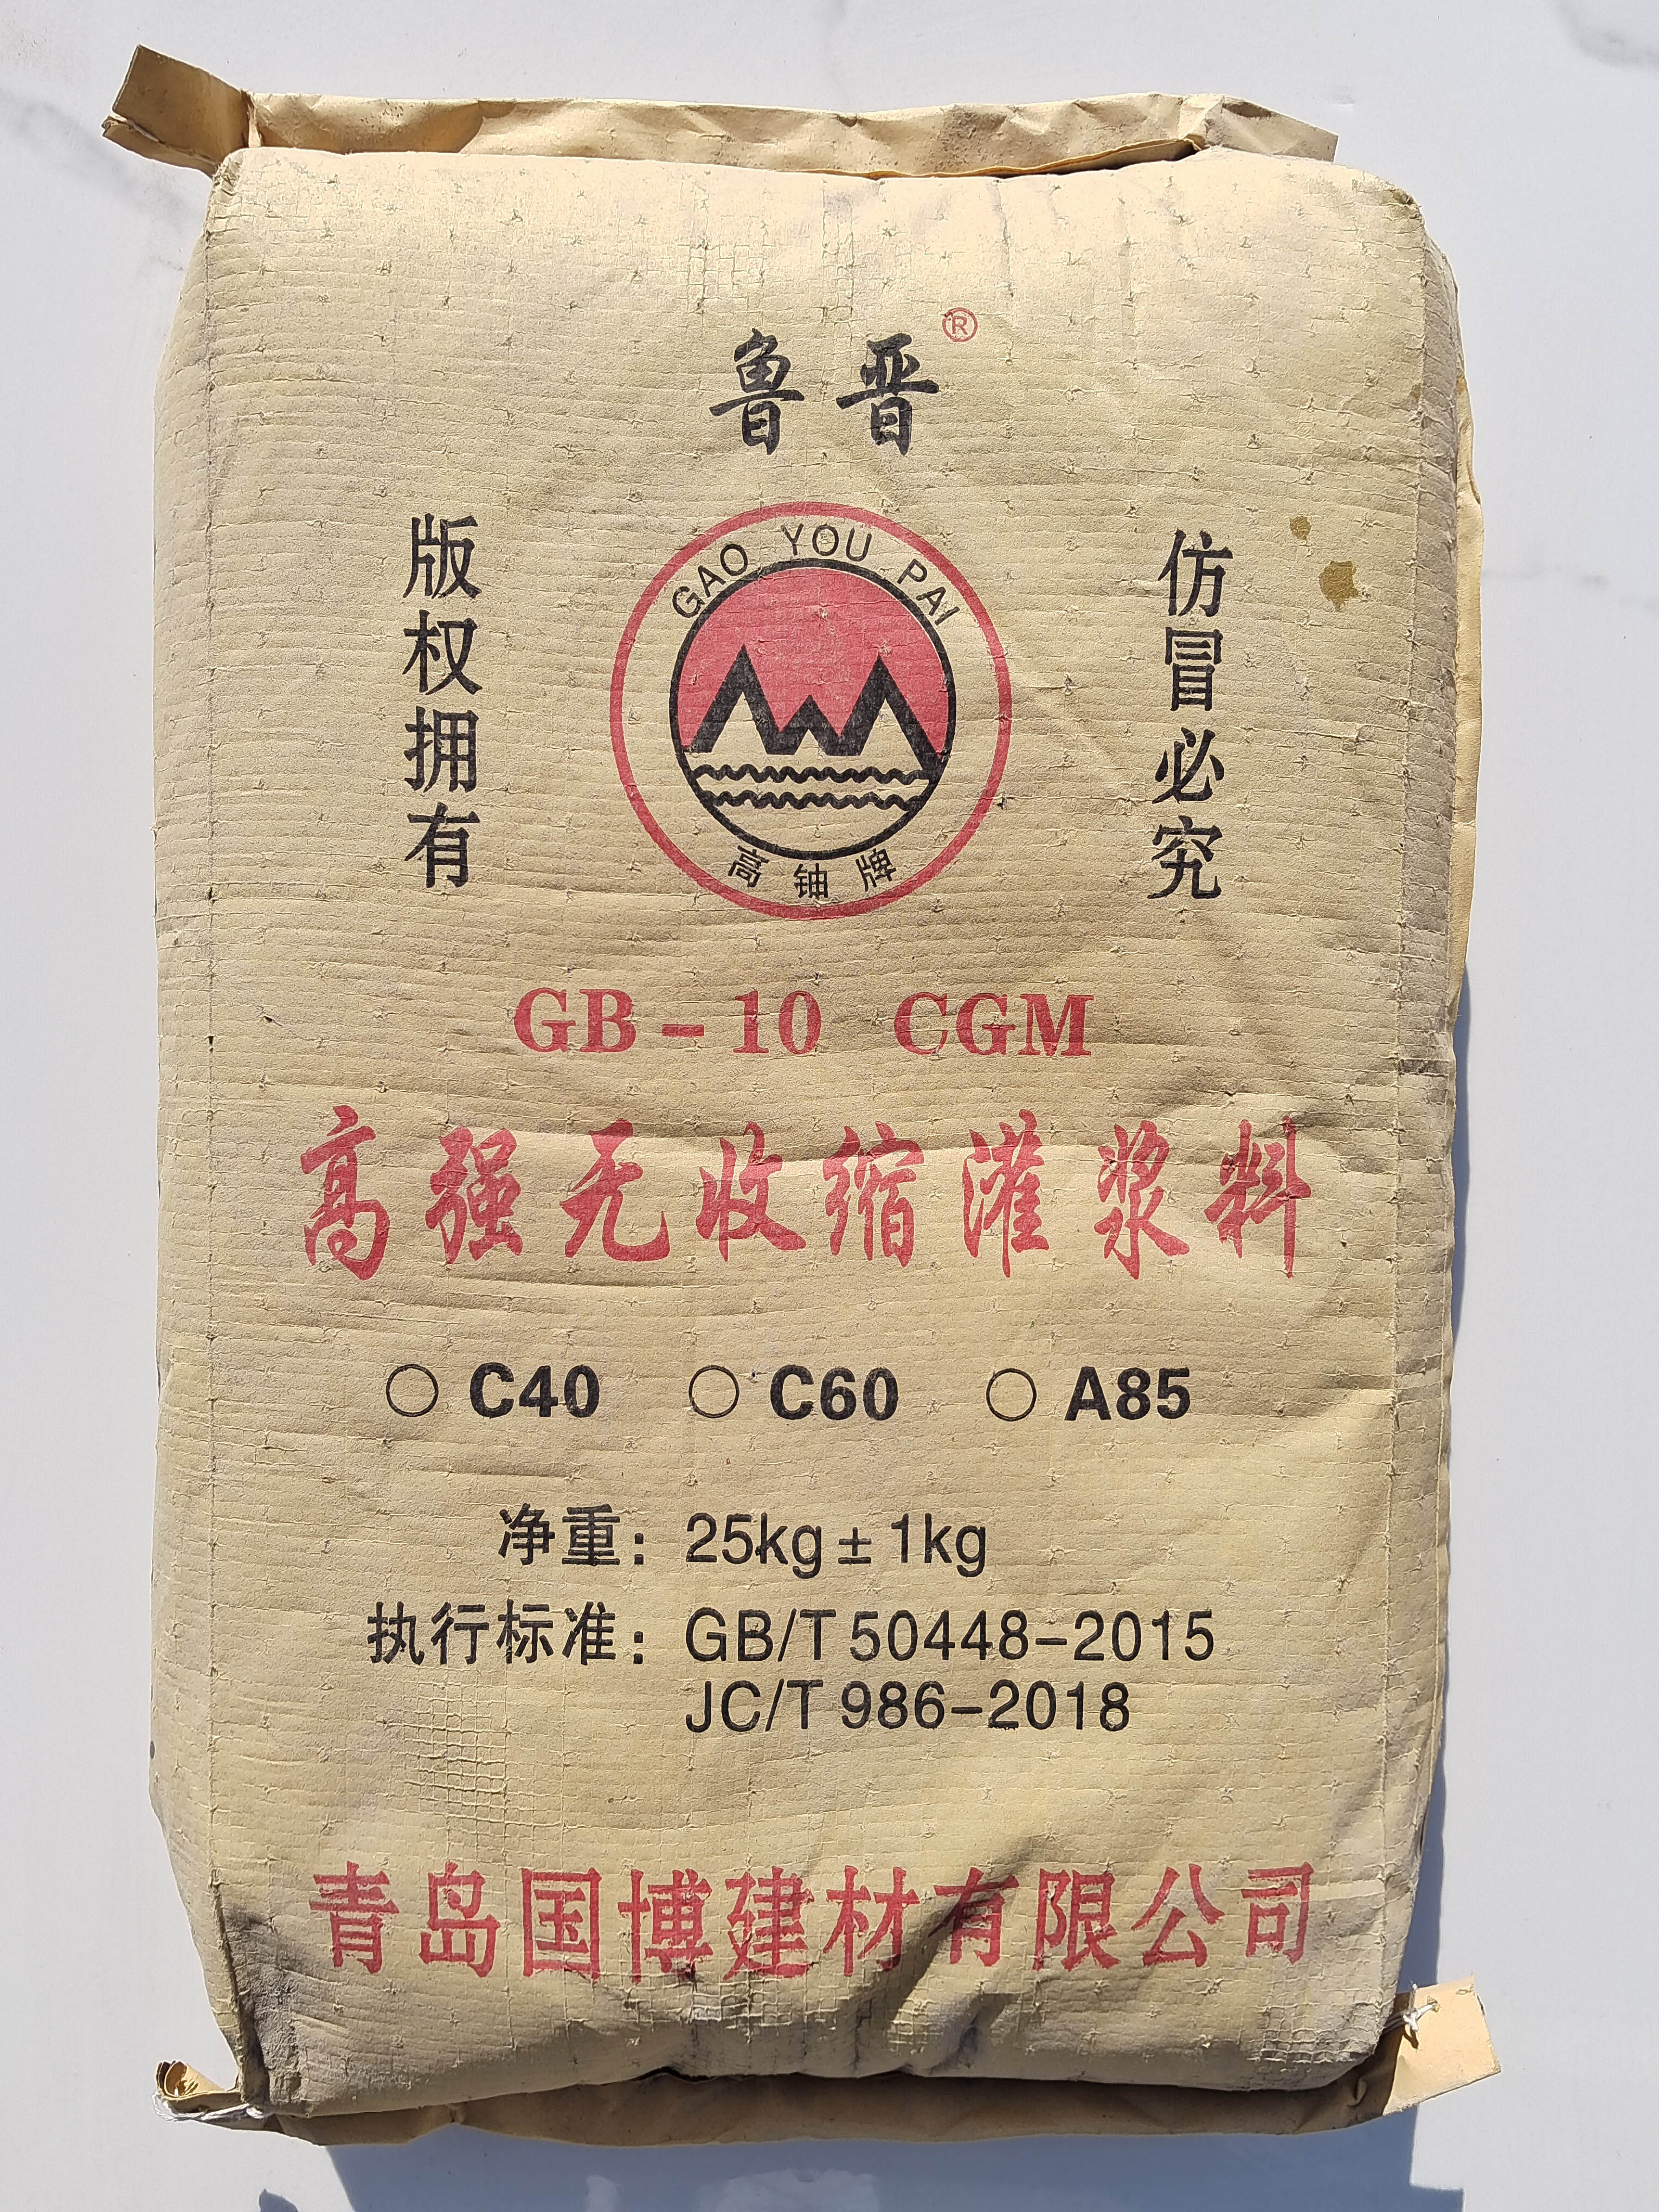 鲁晋®
版权拥有
GAO YOU PAI
高铀牌
仿冒必究
GB-10 CGM
高强无收缩灌浆料
○ C40 ○ C60 ○ A85
净重：25kg±1kg
执行标准：GB/T 50448-2015
JC/T 986-2018
青岛国博建材有限公司